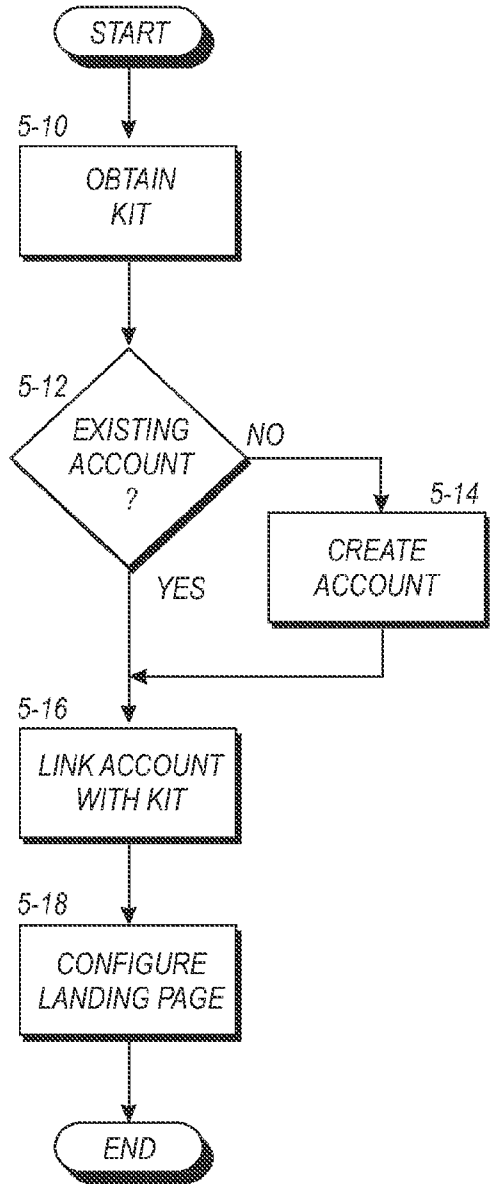 START
5-10
OBTAIN
KIT
5-12
EXISTING
ACCOUNT
?
NO
YES
5-14
CREATE
ACCOUNT
5-16
LINK ACCOUNT
WITH KIT
5-18
CONFIGURE
LANDING PAGE
END